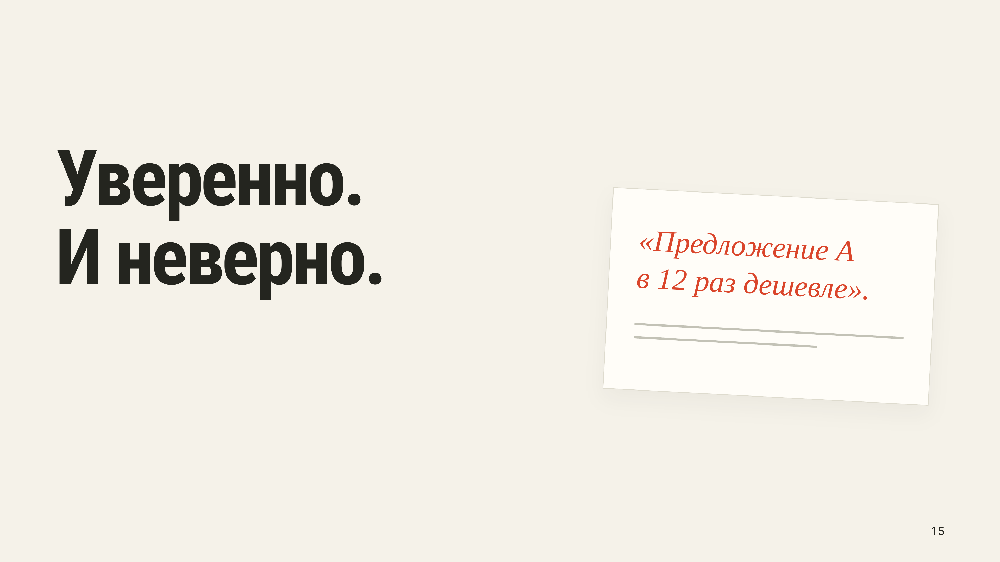 Уверенно.
И неверно.
«Предложение А
в 12 раз дешевле».
15